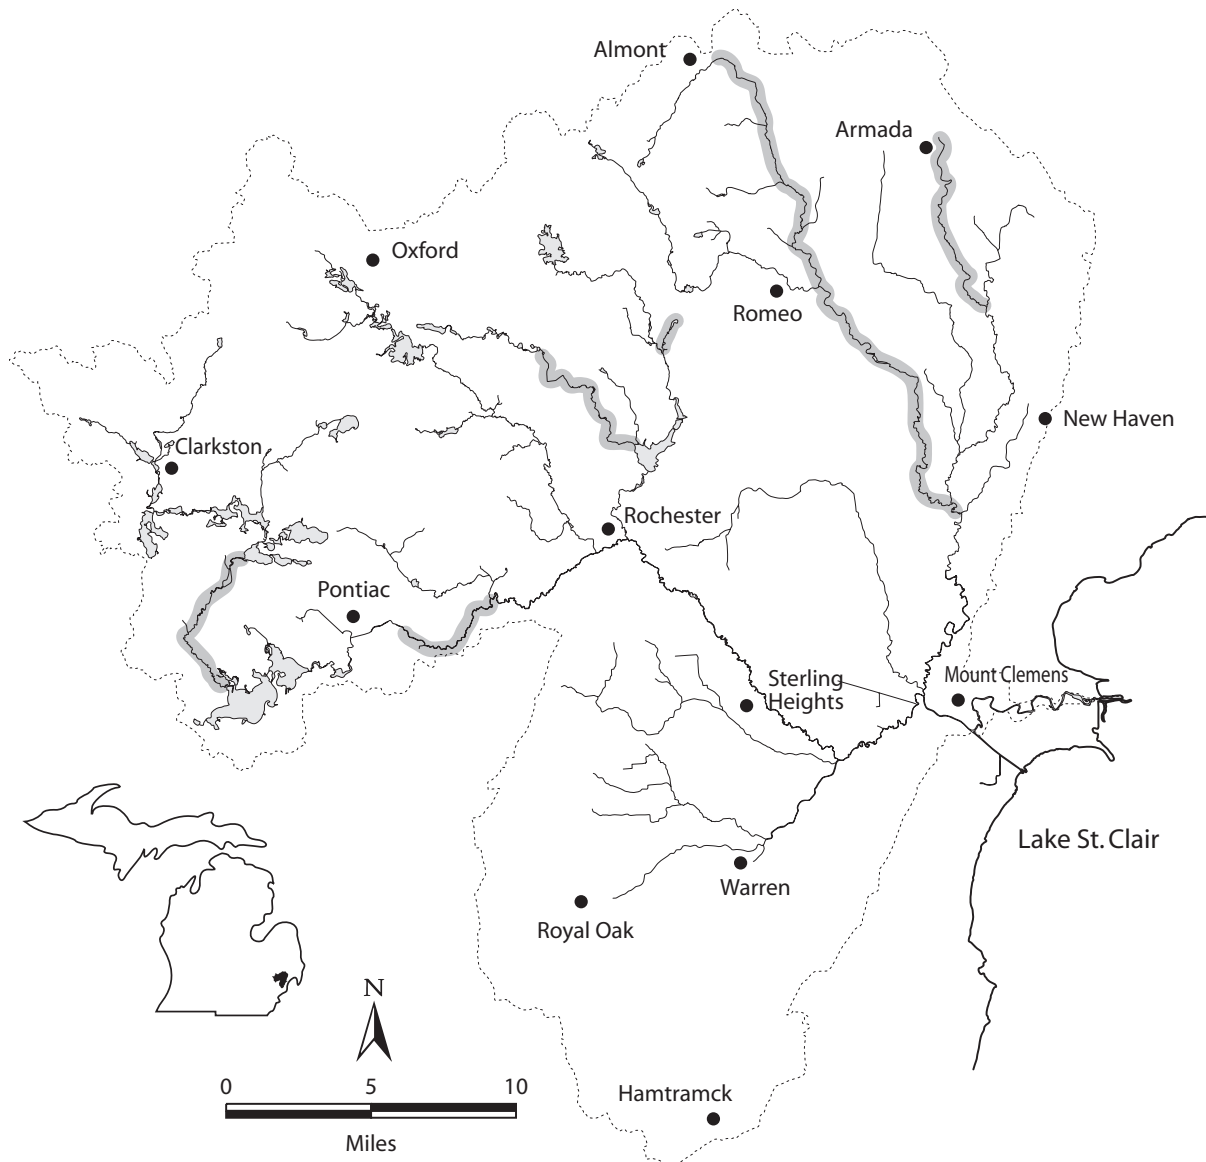 Almont
Armada
Oxford
Romeo
New Haven
Clarkston
Rochester
Pontiac
Mount Clemens
Sterling
Heights
Lake St. Clair
Warren
Royal Oak
N
0 5 10
Miles
Hamtramck